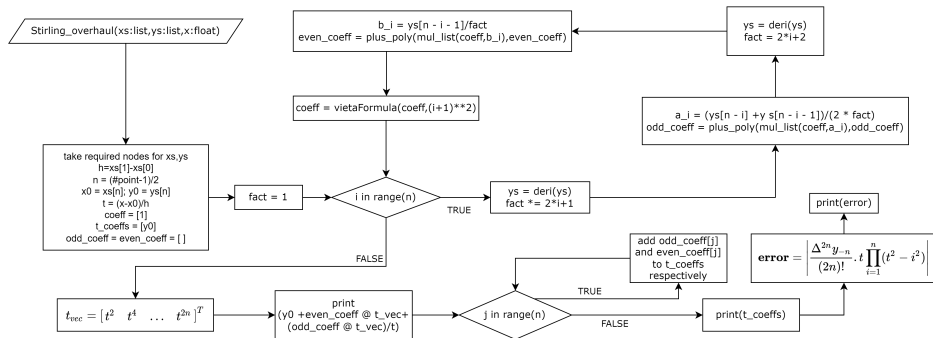 Stirling_overhaul(xs:list,ys:list,x:float)
take required nodes for xs,ys
h=xs[1]-xs[0]
n = (#point-1)/2
x0 = xs[n]; y0 = ys[n]
t = (x-x0)/h
coeff = [1]
t_coeffs = [y0]
odd_coeff = even_coeff = [ ]
fact = 1
i in range(n)
TRUE
ys = deri(ys)
fact *= 2*i+1
a_i = (ys[n - i] +y s[n - i - 1])/(2 * fact)
odd_coeff = plus_poly(mul_list(coeff,a_i),odd_coeff)
ys = deri(ys)
fact = 2*i+2
b_i = ys[n - i - 1]/fact
even_coeff = plus_poly(mul_list(coeff,b_i),even_coeff)
coeff = vietaFormula(coeff,(i+1)**2)
FALSE
t_{vec} = [t^2 t^4 ... t^{2n}]^T
print
(y0 +even_coeff @ t_vec+
(odd_coeff @ t_vec)/t)
j in range(n)
TRUE
add odd_coeff[j]
and even_coeff[j]
to t_coeffs
respectively
FALSE
print(t_coeffs)
error = |\frac{Δ^{2n}y_{-n}}{(2n)!} . t∏_{i=1}^{n}(t^2 − i^2)|
print(error)